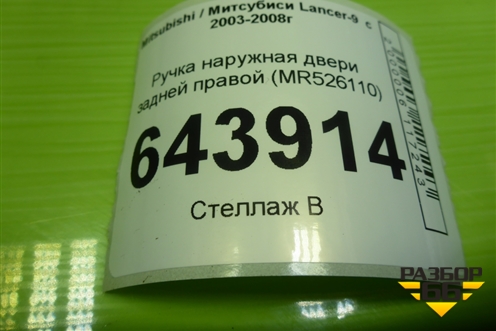 Mitsubishi / Митсубиси Lancer-9 с
2003-2008г
Ручка наружная двери
задней правой (MR526110)
643914
Стеллаж В
РАЗБОР
66